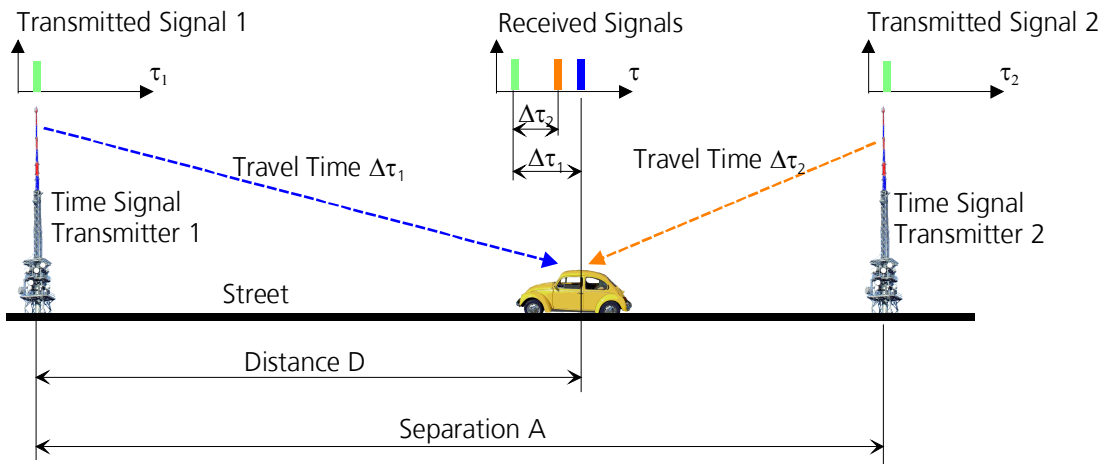 Transmitted Signal 1
Received Signals
Transmitted Signal 2
τ₁
τ
τ₂
Δτ₂
Δτ₁
Travel Time Δτ₁
Travel Time Δτ₂
Time Signal
Transmitter 1
Time Signal
Transmitter 2
Street
Distance D
Separation A